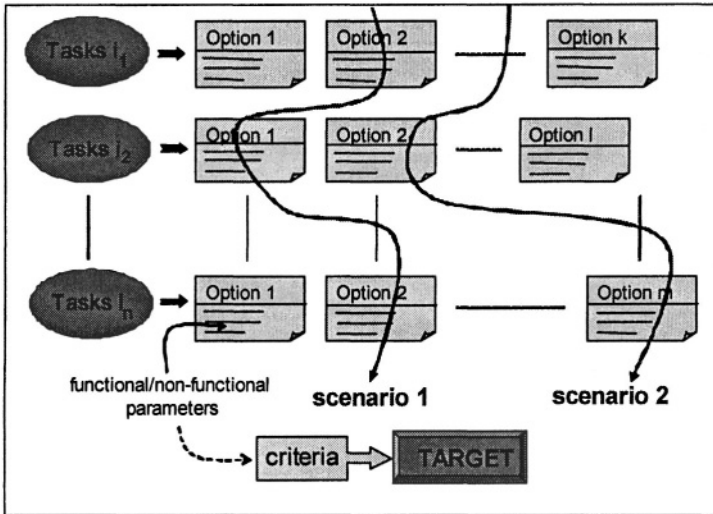 Tasks i1 Option 1 Option 2 Option k
Tasks i2 Option 1 Option 2 Option l
Tasks in Option 1 Option 2 Option m
functional/non-functional
parameters
scenario 1 scenario 2
criteria TARGET